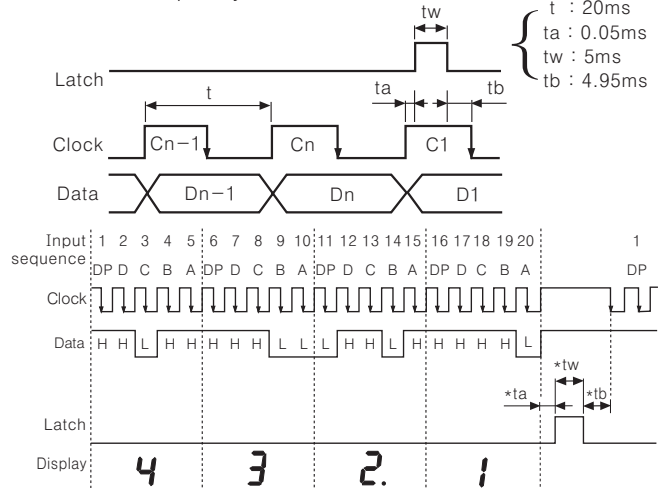 t : 20ms
ta : 0.05ms
tw : 5ms
tb : 4.95ms
tw
Latch
ta
tb
t
Clock
Cn-1
Cn
C1
Data
Dn-1
Dn
D1
Input sequence
1 2 3 4 5 6 7 8 9 10 11 12 13 14 15 16 17 18 19 20 1
DP D C B A DP D C B A DP D C B A DP D C B A DP
Clock
Data
H H L H H H H H L L L H H L H H H H H L
*tw
*ta
*tb
Latch
Display
4 3 2. 1